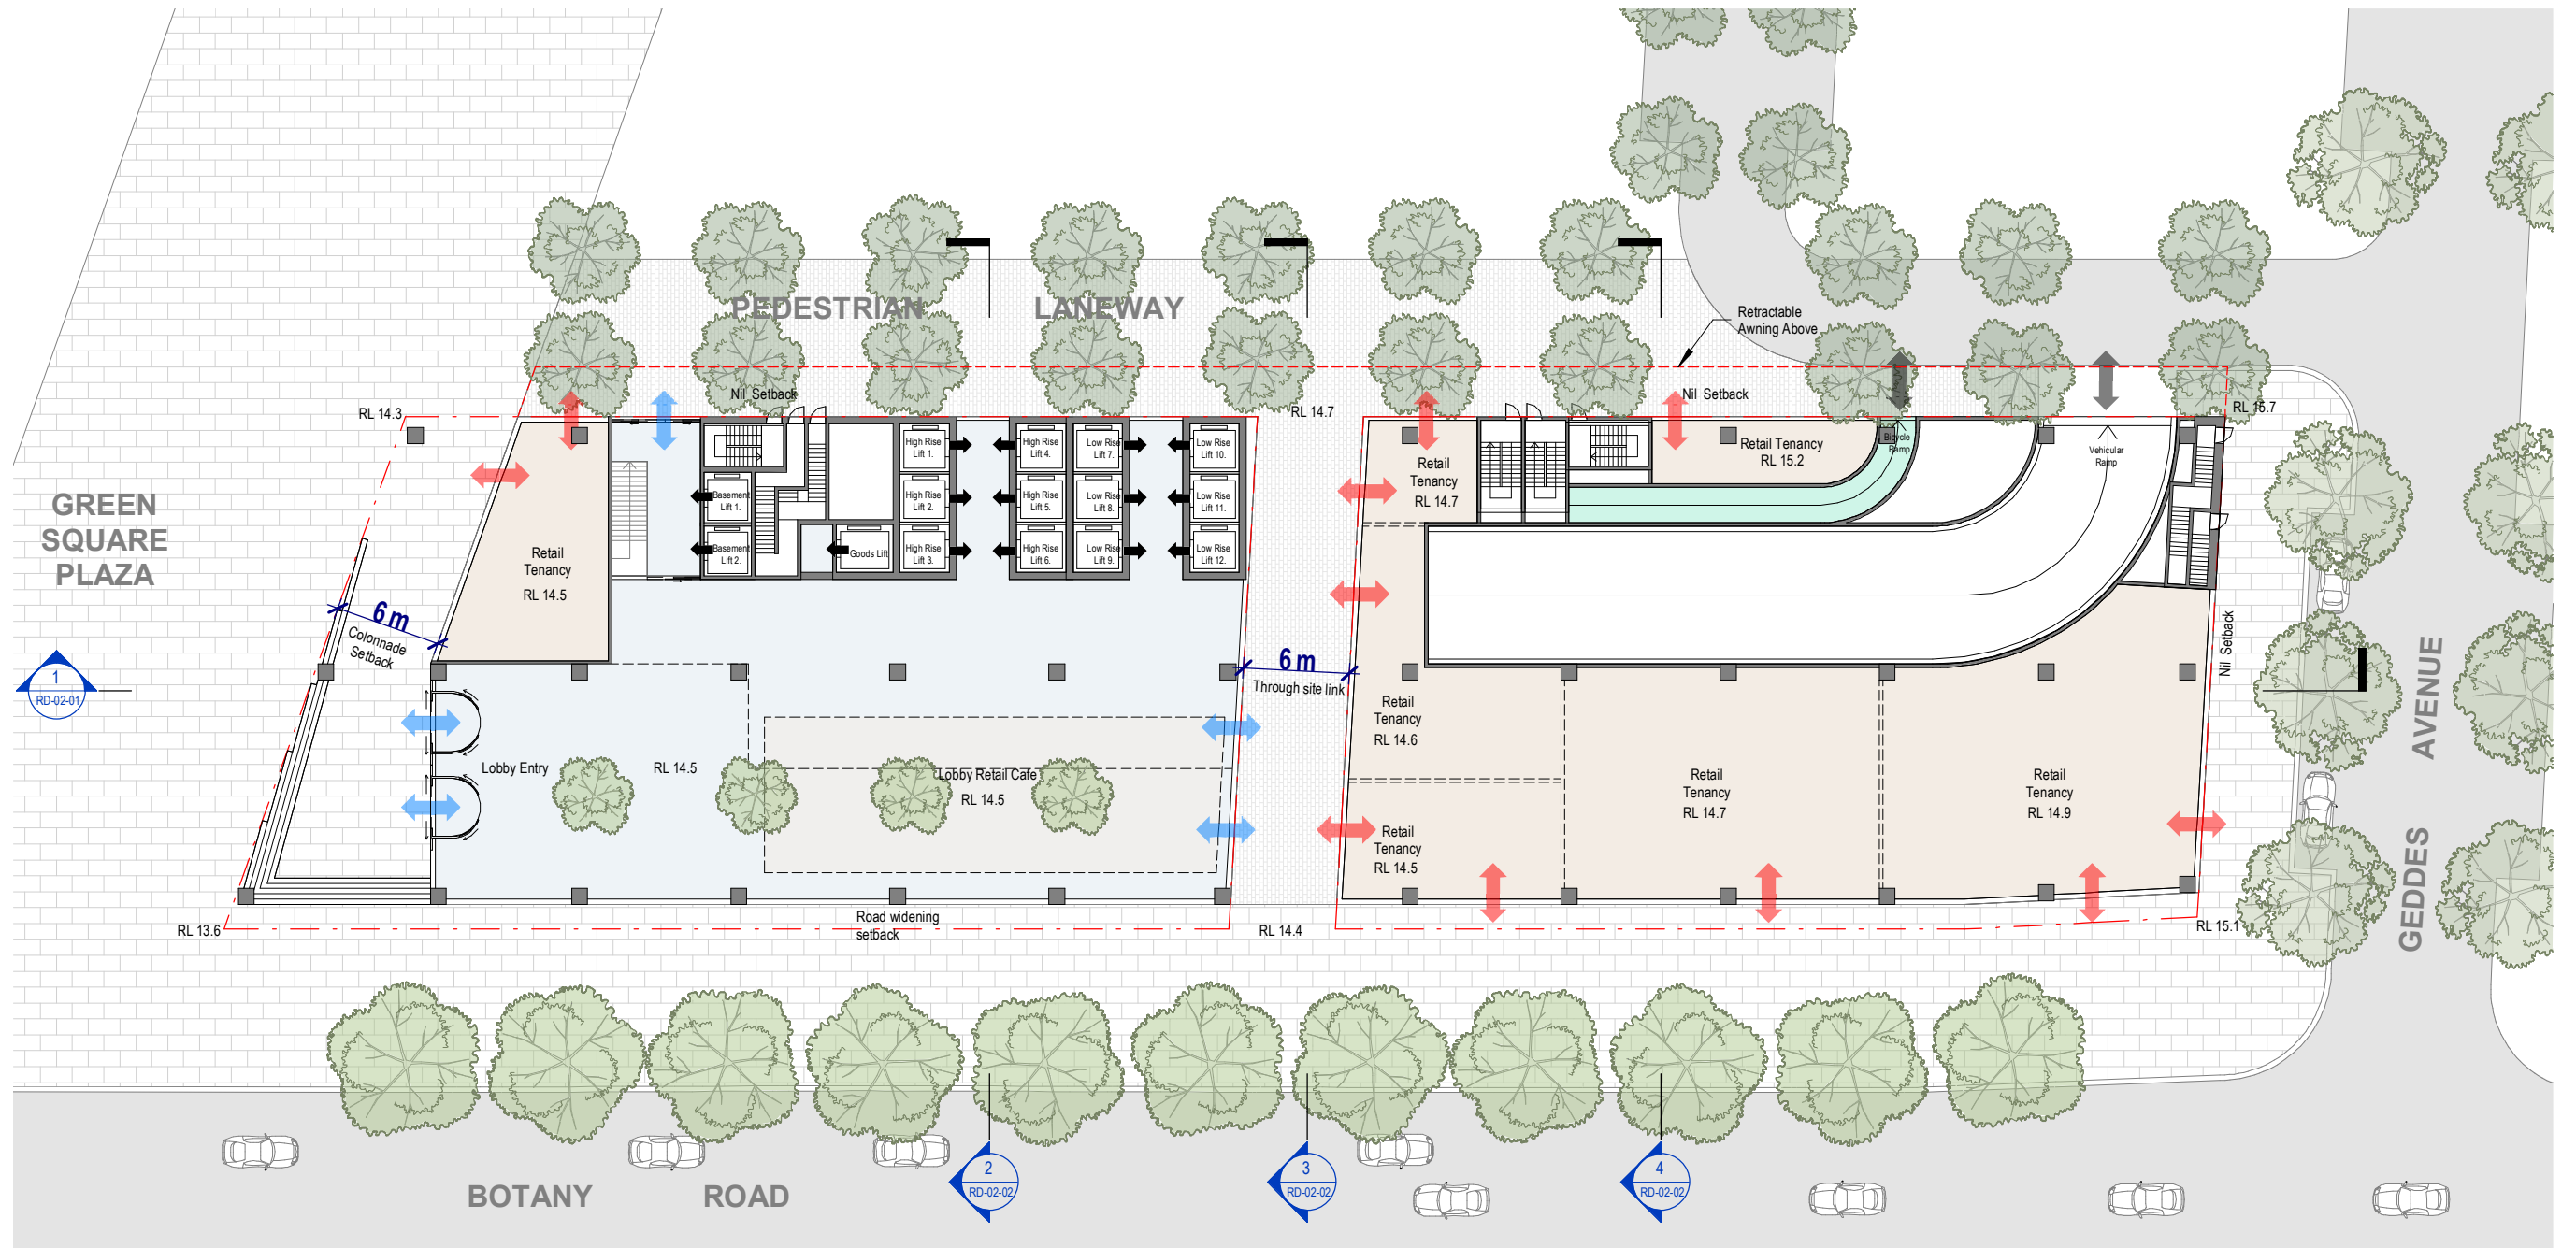 PEDESTRIAN LANEWAY
Retractable
Awning Above
Nil Setback
Nil Setback
RL 14.3
RL 14.7
RL 15.7
High Rise
Lift 1.
High Rise
Lift 4.
Low Rise
Lift 7.
Low Rise
Lift 10.
High Rise
Lift 2.
High Rise
Lift 5.
Low Rise
Lift 8.
Low Rise
Lift 11.
High Rise
Lift 3.
High Rise
Lift 6.
Low Rise
Lift 9.
Low Rise
Lift 12.
Basement
Lift 1.
Basement
Lift 2.
Goods Lift
Retail Tenancy
RL 15.2
Bicycle
Ramp
Vehicular
Ramp
Retail
Tenancy
RL 14.7
GREEN
SQUARE
PLAZA
Retail
Tenancy
RL 14.5
6 m
Colonnade
Setback
6 m
Through site link
Nil Setback
1
RD-02-01
Lobby Entry
RL 14.5
Lobby Retail Cafe
RL 14.5
Retail
Tenancy
RL 14.6
Retail
Tenancy
RL 14.5
Retail
Tenancy
RL 14.7
Retail
Tenancy
RL 14.9
GEDDES AVENUE
RL 13.6
Road widening
setback
RL 14.4
RL 15.1
BOTANY ROAD
2
RD-02-02
3
RD-02-02
4
RD-02-02